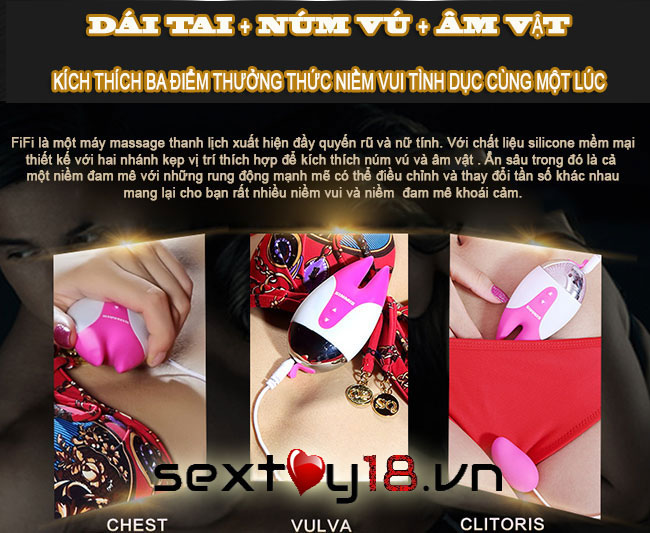 DÁI TAI + NÚM VÚ + ÂM VẬT
KÍCH THÍCH BA ĐIỂM THƯỞNG THỨC NIỀM VUI TÌNH DỤC CÙNG MỘT LÚC
FiFi là một máy massage thanh lịch xuất hiện đầy quyến rũ và nữ tính. Với chất liệu silicone mềm mại
thiết kế với hai nhánh kẹp vị trí thích hợp để kích thích núm vú và âm vật . Ẩn sâu trong đó là cả
một niềm đam mê với những rung động mạnh mẽ có thể điều chỉnh và thay đổi tần số khác nhau
mang lại cho bạn rất nhiều niềm vui và niềm đam mê khoái cảm.
sextoy18.vn
CHEST
VULVA
CLITORIS